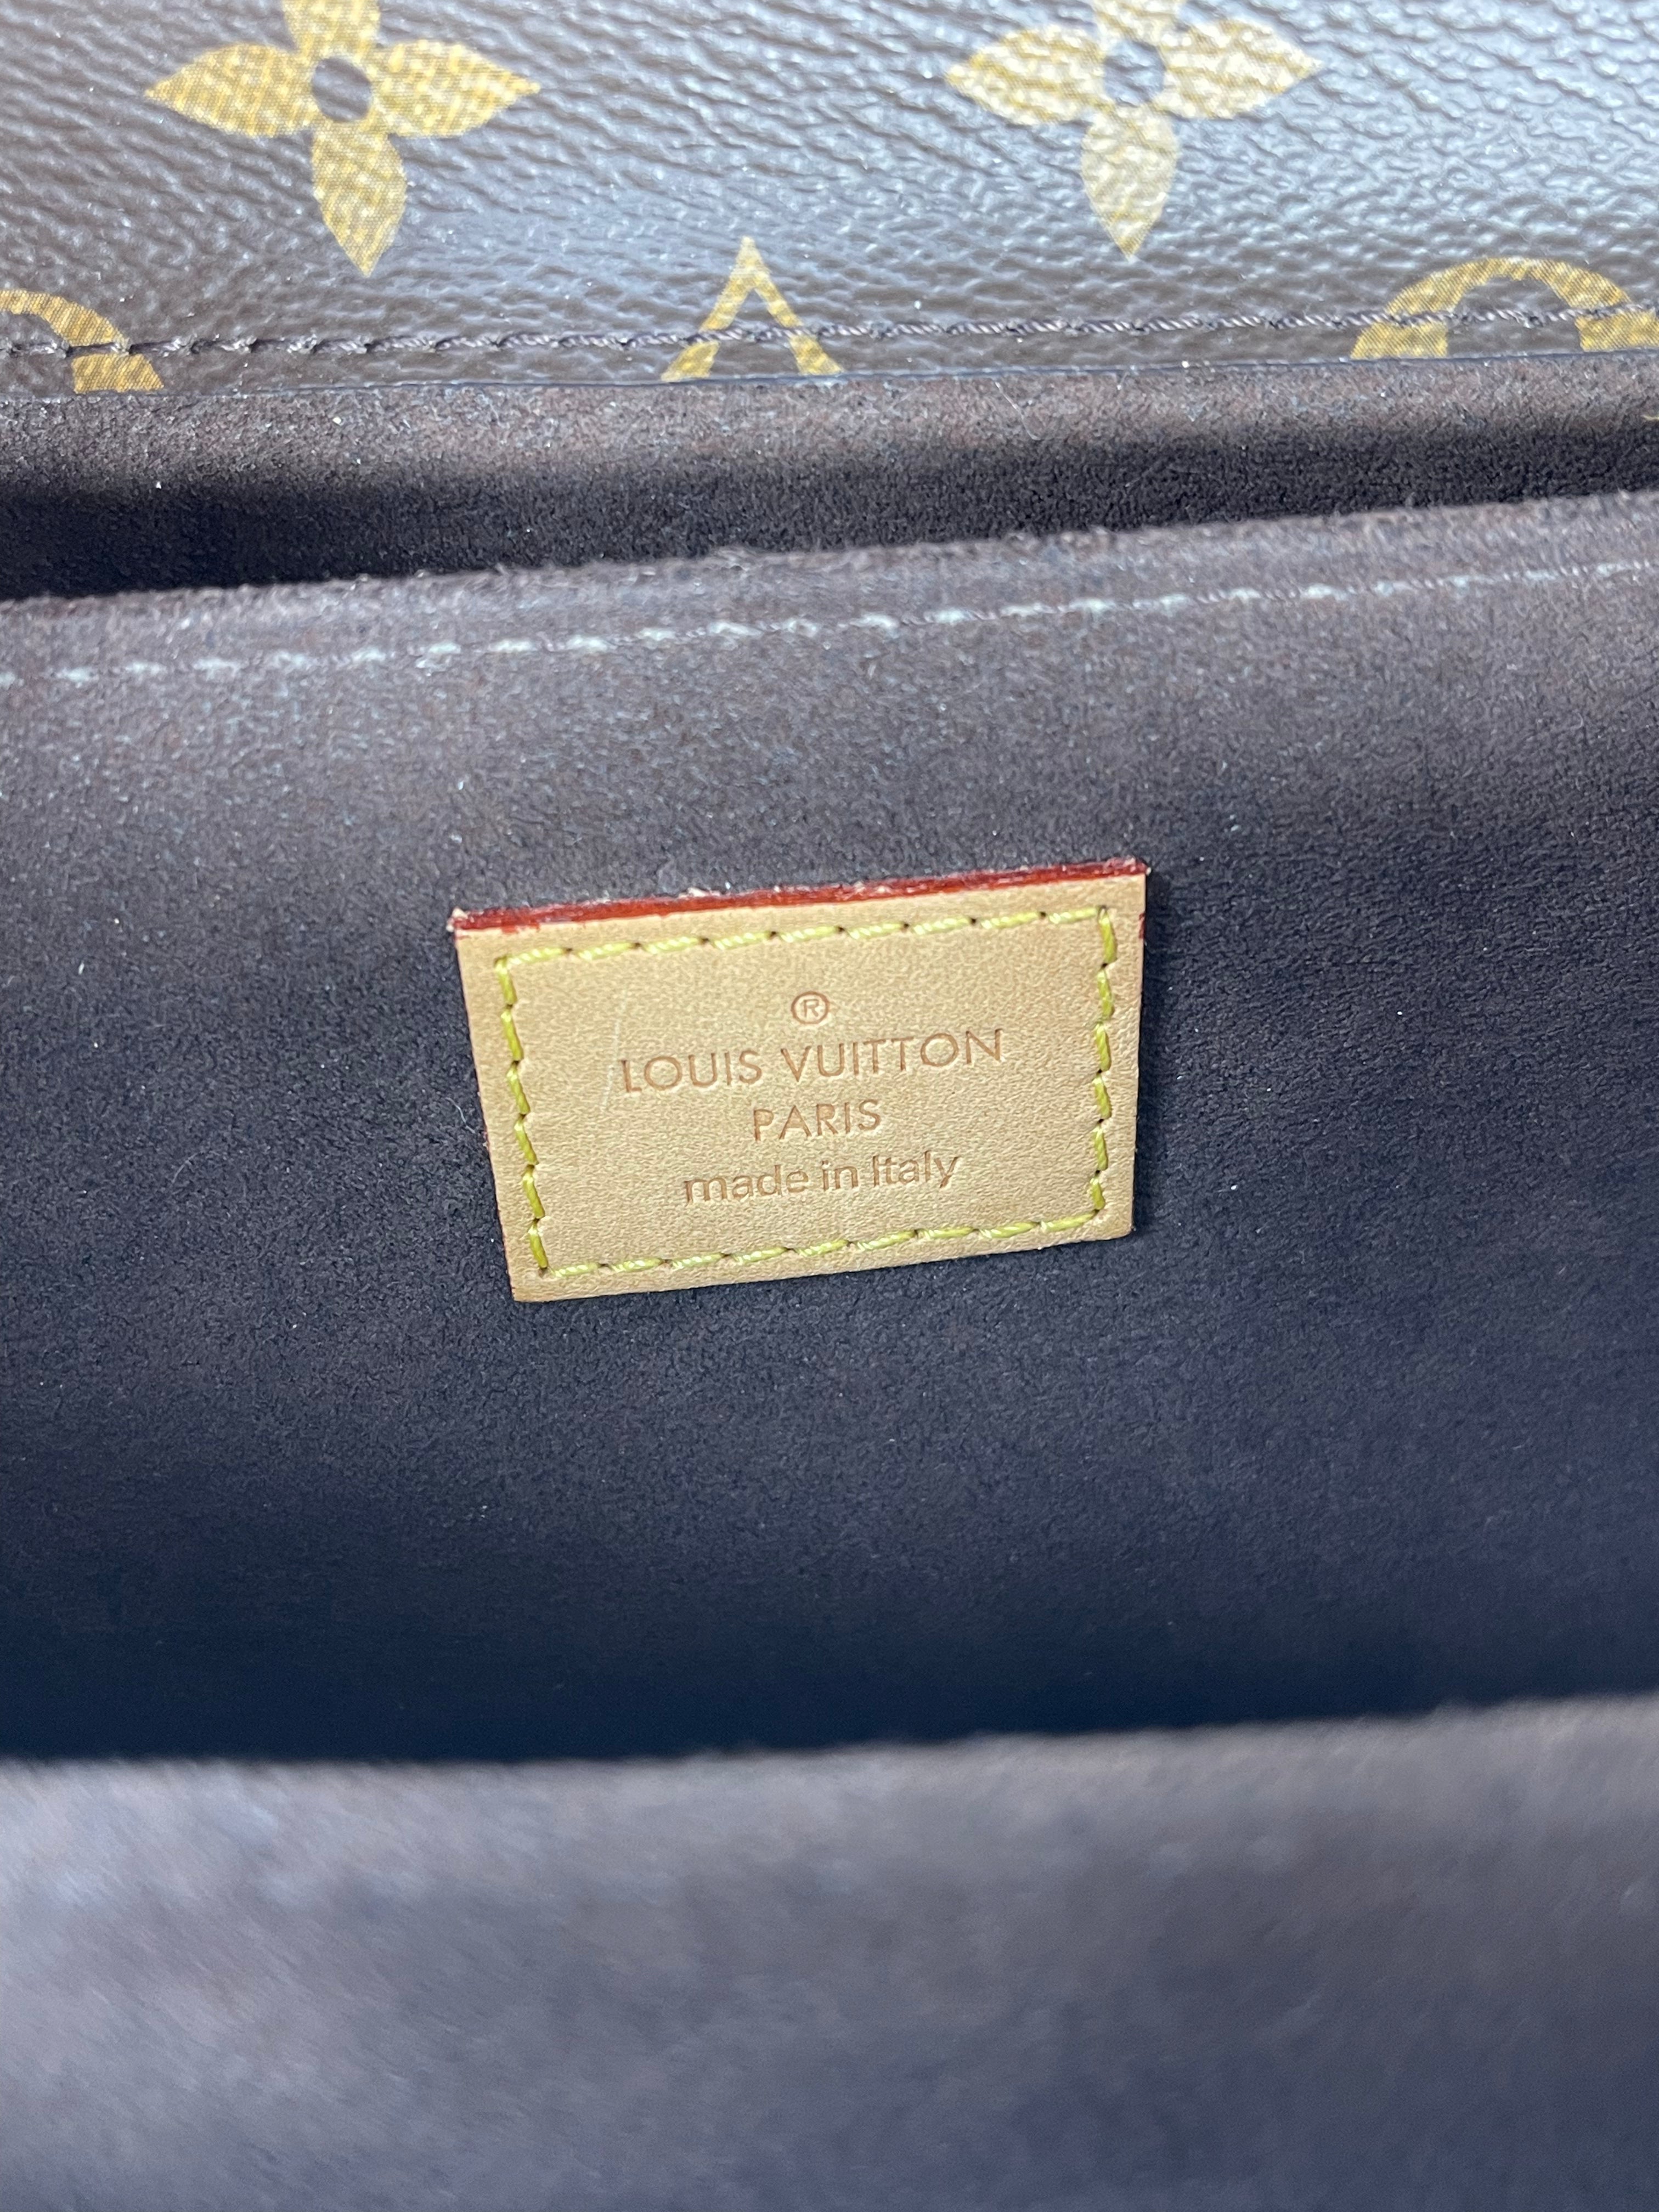 ®
LOUIS VUITTON
PARIS
made in Italy